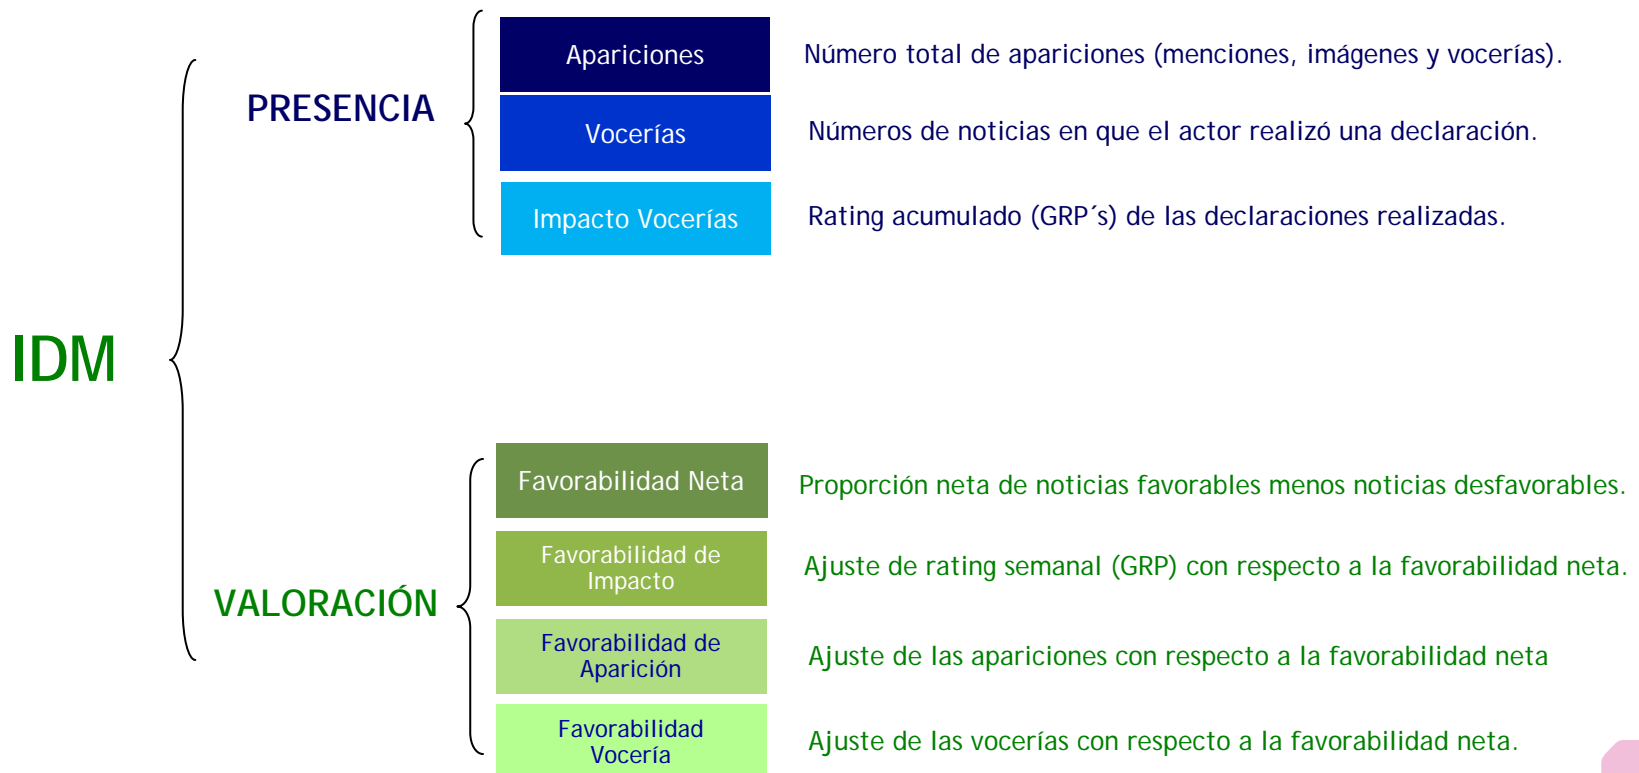 IDM
PRESENCIA
Apariciones
Número total de apariciones (menciones, imágenes y vocerías).
Vocerías
Números de noticias en que el actor realizó una declaración.
Impacto Vocerías
Rating acumulado (GRP´s) de las declaraciones realizadas.
VALORACIÓN
Favorabilidad Neta
Proporción neta de noticias favorables menos noticias desfavorables.
Favorabilidad de
Impacto
Ajuste de rating semanal (GRP) con respecto a la favorabilidad neta.
Favorabilidad de
Aparición
Ajuste de las apariciones con respecto a la favorabilidad neta
Favorabilidad
Vocería
Ajuste de las vocerías con respecto a la favorabilidad neta.